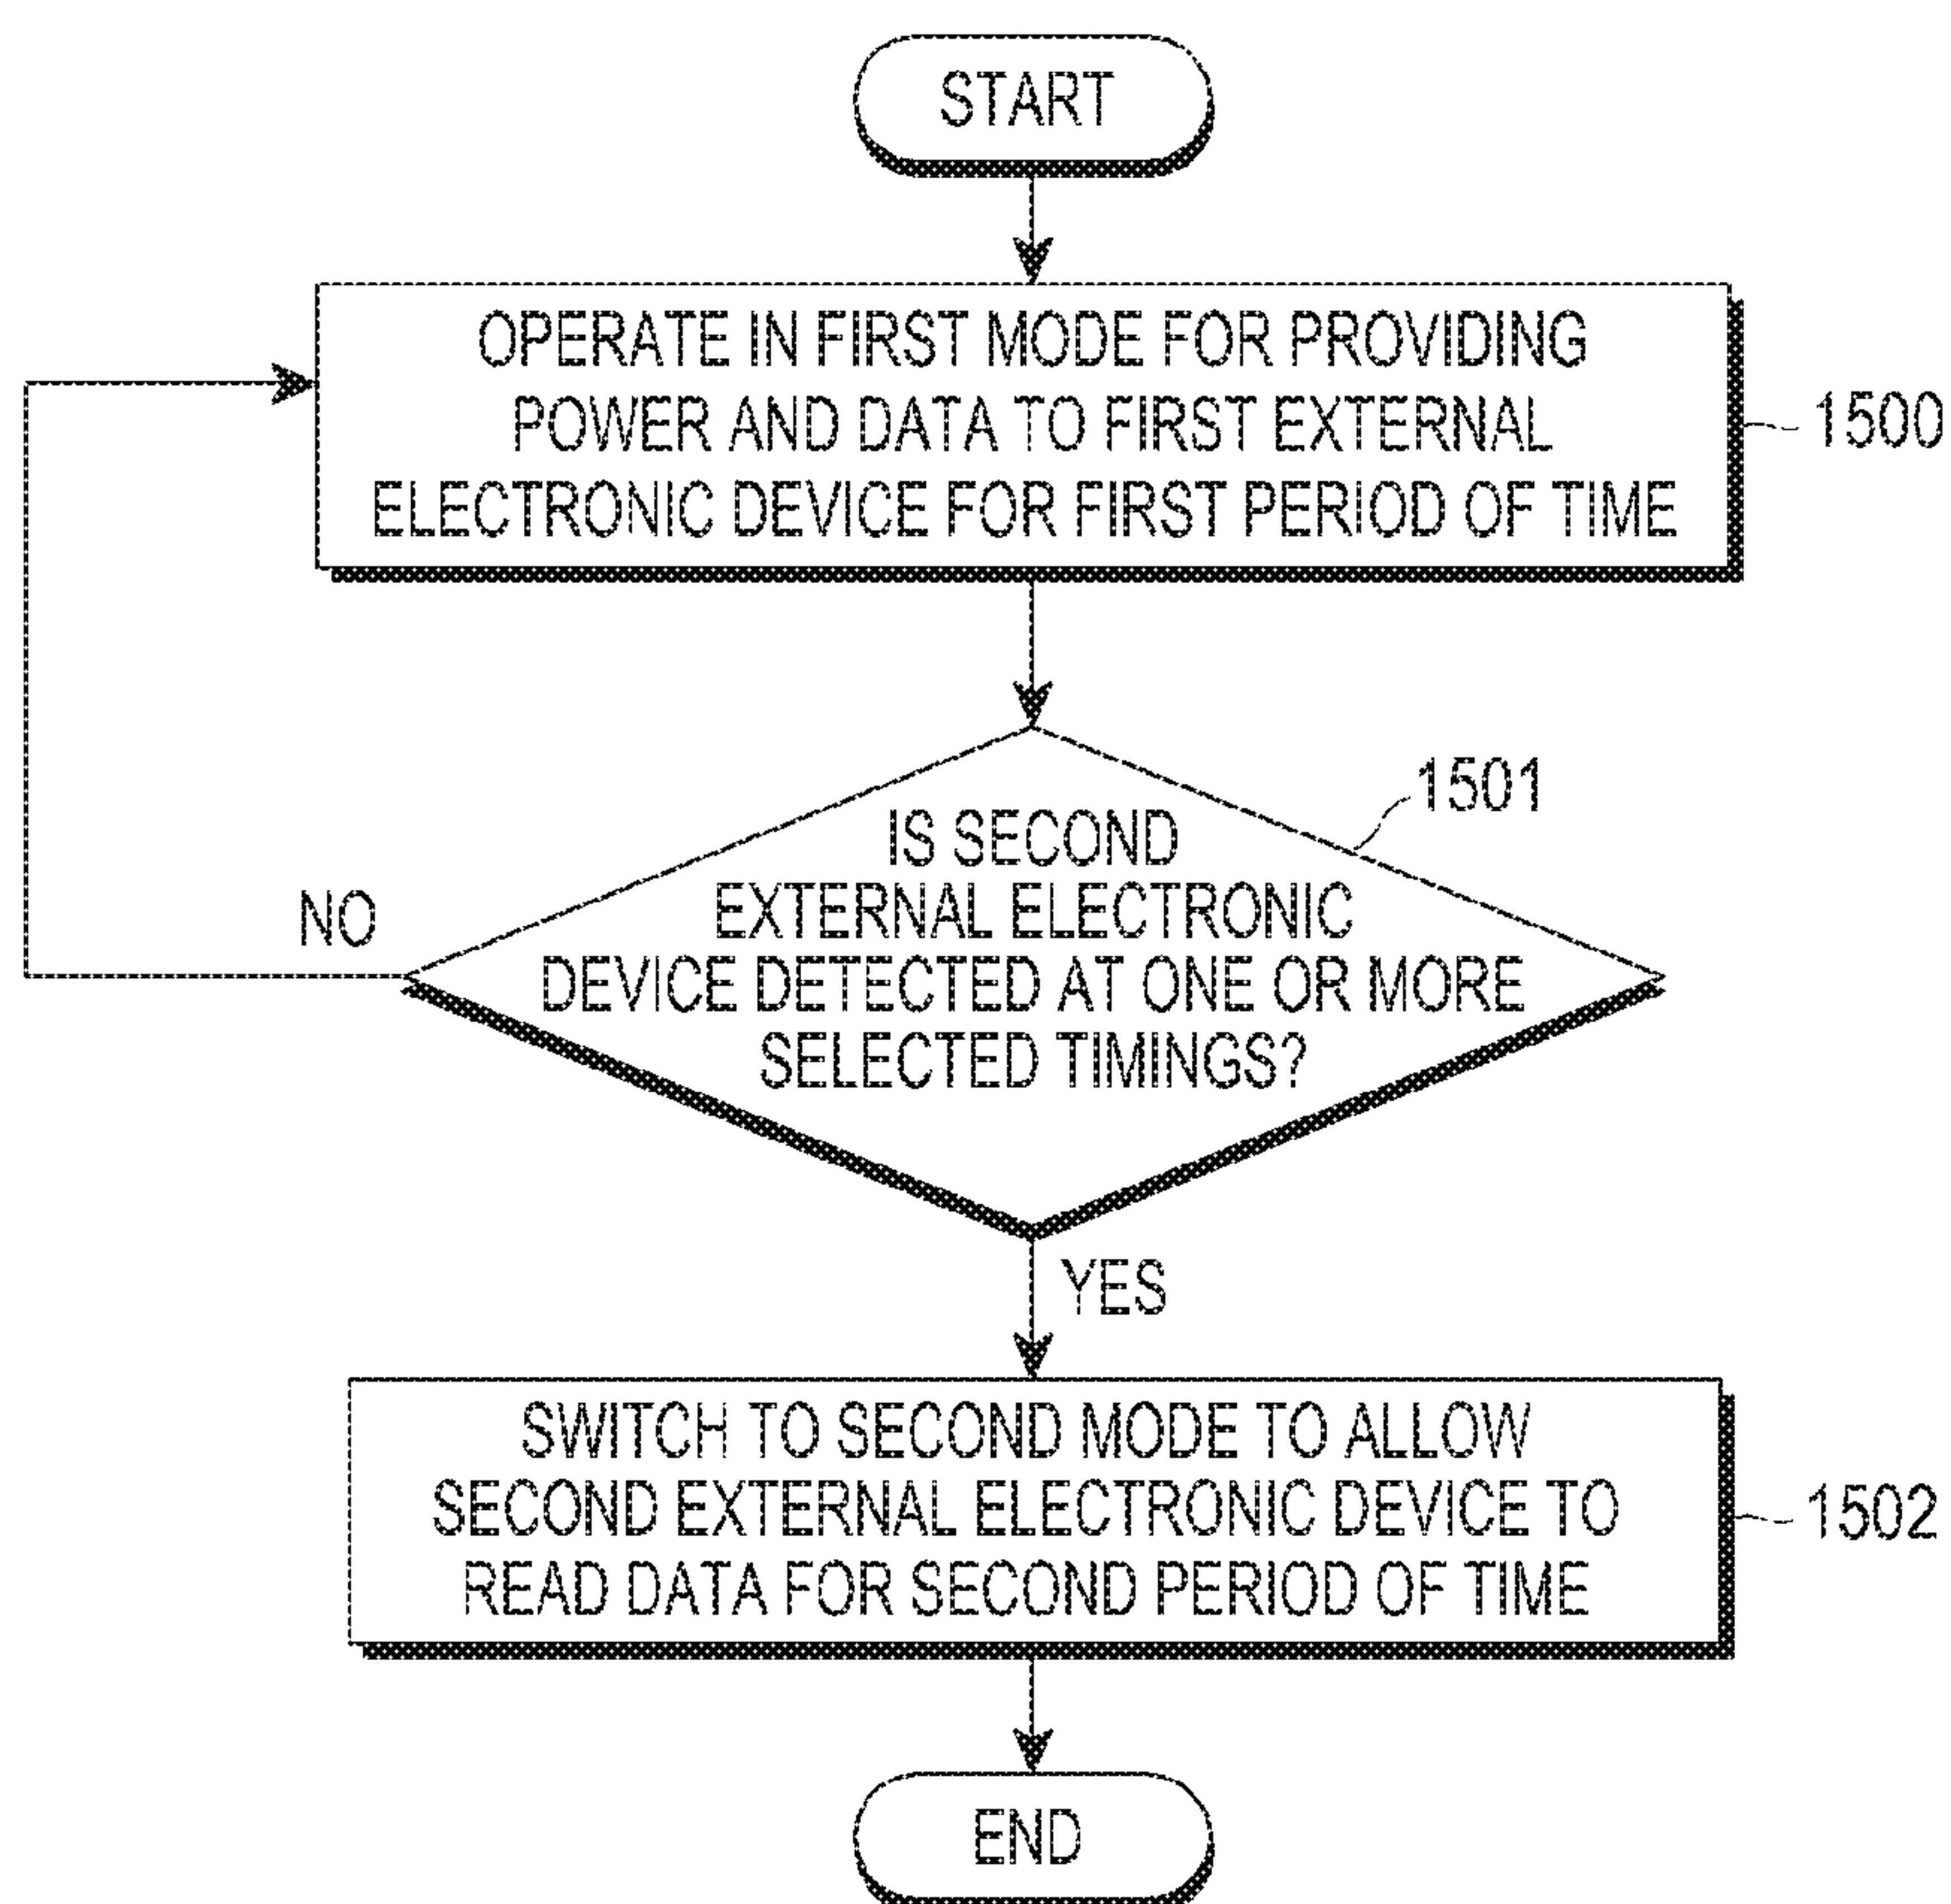 START
OPERATE IN FIRST MODE FOR PROVIDING
POWER AND DATA TO FIRST EXTERNAL
ELECTRONIC DEVICE FOR FIRST PERIOD OF TIME
1500
1501
IS SECOND
EXTERNAL ELECTRONIC
DEVICE DETECTED AT ONE OR MORE
SELECTED TIMINGS?
NO
YES
SWITCH TO SECOND MODE TO ALLOW
SECOND EXTERNAL ELECTRONIC DEVICE TO
READ DATA FOR SECOND PERIOD OF TIME
1502
END